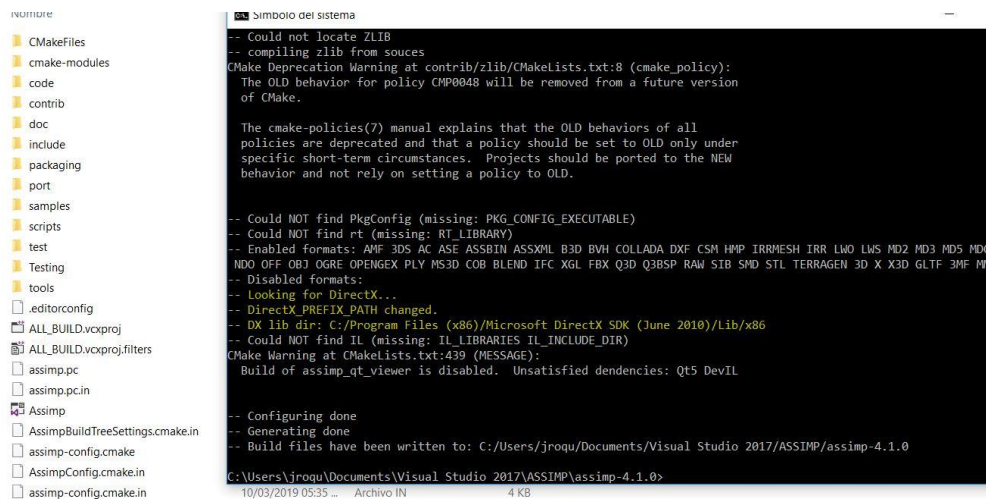 Nombre
CMakeFiles
cmake-modules
code
contrib
doc
include
packaging
port
samples
scripts
test
Testing
tools
.editorconfig
ALL_BUILD.vcxproj
ALL_BUILD.vcxproj.filters
assimp.pc
assimp.pc.in
Assimp
AssimpBuildTreeSettings.cmake.in
assimp-config.cmake
AssimpConfig.cmake.in
assimp-config.cmake.in
10/03/2019 05:35 ... Archivo IN 4 KB
Símbolo del sistema
-- Could not locate ZLIB
-- compiling zlib from souces
CMake Deprecation Warning at contrib/zlib/CMakeLists.txt:8 (cmake_policy):
The OLD behavior for policy CMP0048 will be removed from a future version
of CMake.
The cmake-policies(7) manual explains that the OLD behaviors of all
policies are deprecated and that a policy should be set to OLD only under
specific short-term circumstances. Projects should be ported to the NEW
behavior and not rely on setting a policy to OLD.
-- Could NOT find PkgConfig (missing: PKG_CONFIG_EXECUTABLE)
-- Could NOT find rt (missing: RT_LIBRARY)
-- Enabled formats: AMF 3DS AC ASE ASSBIN ASSXML B3D BVH COLLADA DXF CSM HMP IRRMESH IRR LWO LWS MD2 MD3 MD5 MDC
NDO OFF OBJ OGRE OPENGEX PLY MS3D COB BLEND IFC XGL FBX Q3D Q3BSP RAW SIB SMD STL TERRAGEN 3D X X3D GLTF 3MF
-- Disabled formats:
-- Looking for DirectX...
-- DirectX_PREFIX_PATH changed.
-- DX lib dir: C:/Program Files (x86)/Microsoft DirectX SDK (June 2010)/Lib/x86
-- Could NOT find IL (missing: IL_LIBRARIES IL_INCLUDE_DIR)
CMake Warning at CMakeLists.txt:439 (MESSAGE):
Build of assimp_qt_viewer is disabled. Unsatisfied dendencies: Qt5 DevIL
-- Configuring done
-- Generating done
-- Build files have been written to: C:/Users/jroqu/Documents/Visual Studio 2017/ASSIMP/assimp-4.1.0
C:\Users\jroqu\Documents\Visual Studio 2017\ASSIMP\assimp-4.1.0>